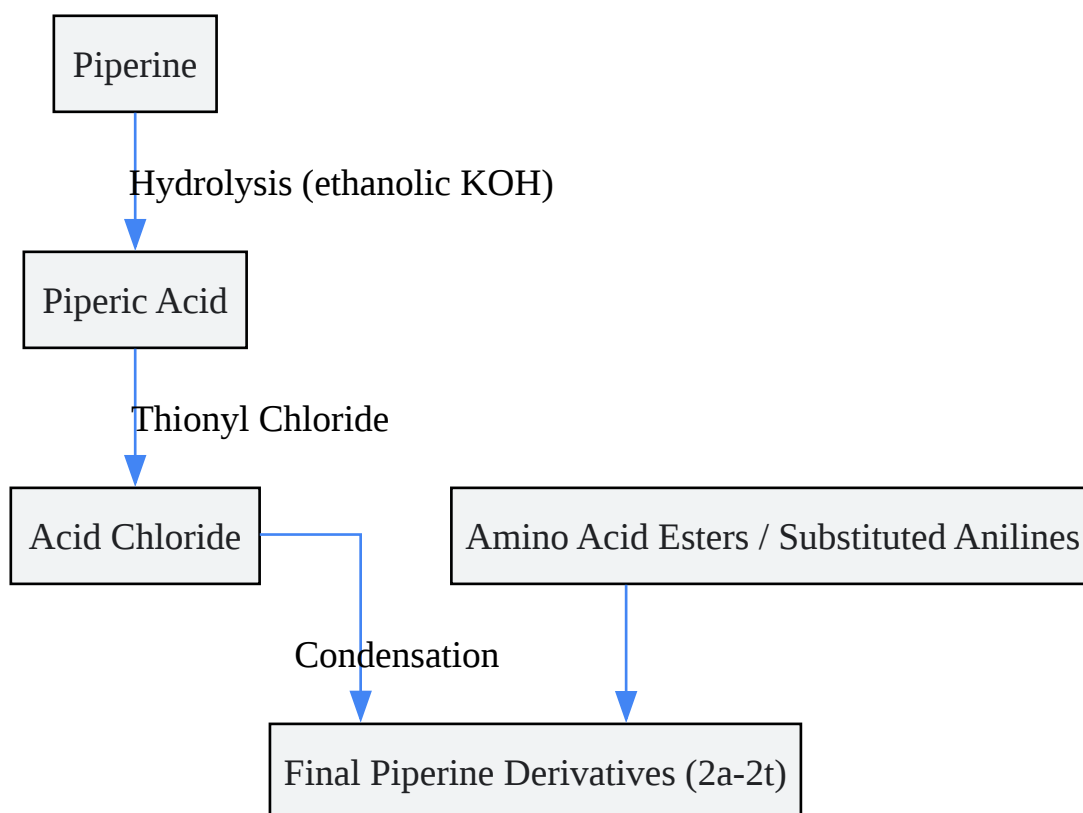 Piperine
Hydrolysis (ethanolic KOH)
Piperic Acid
Thionyl Chloride
Acid Chloride
Amino Acid Esters / Substituted Anilines
Condensation
Final Piperine Derivatives (2a-2t)